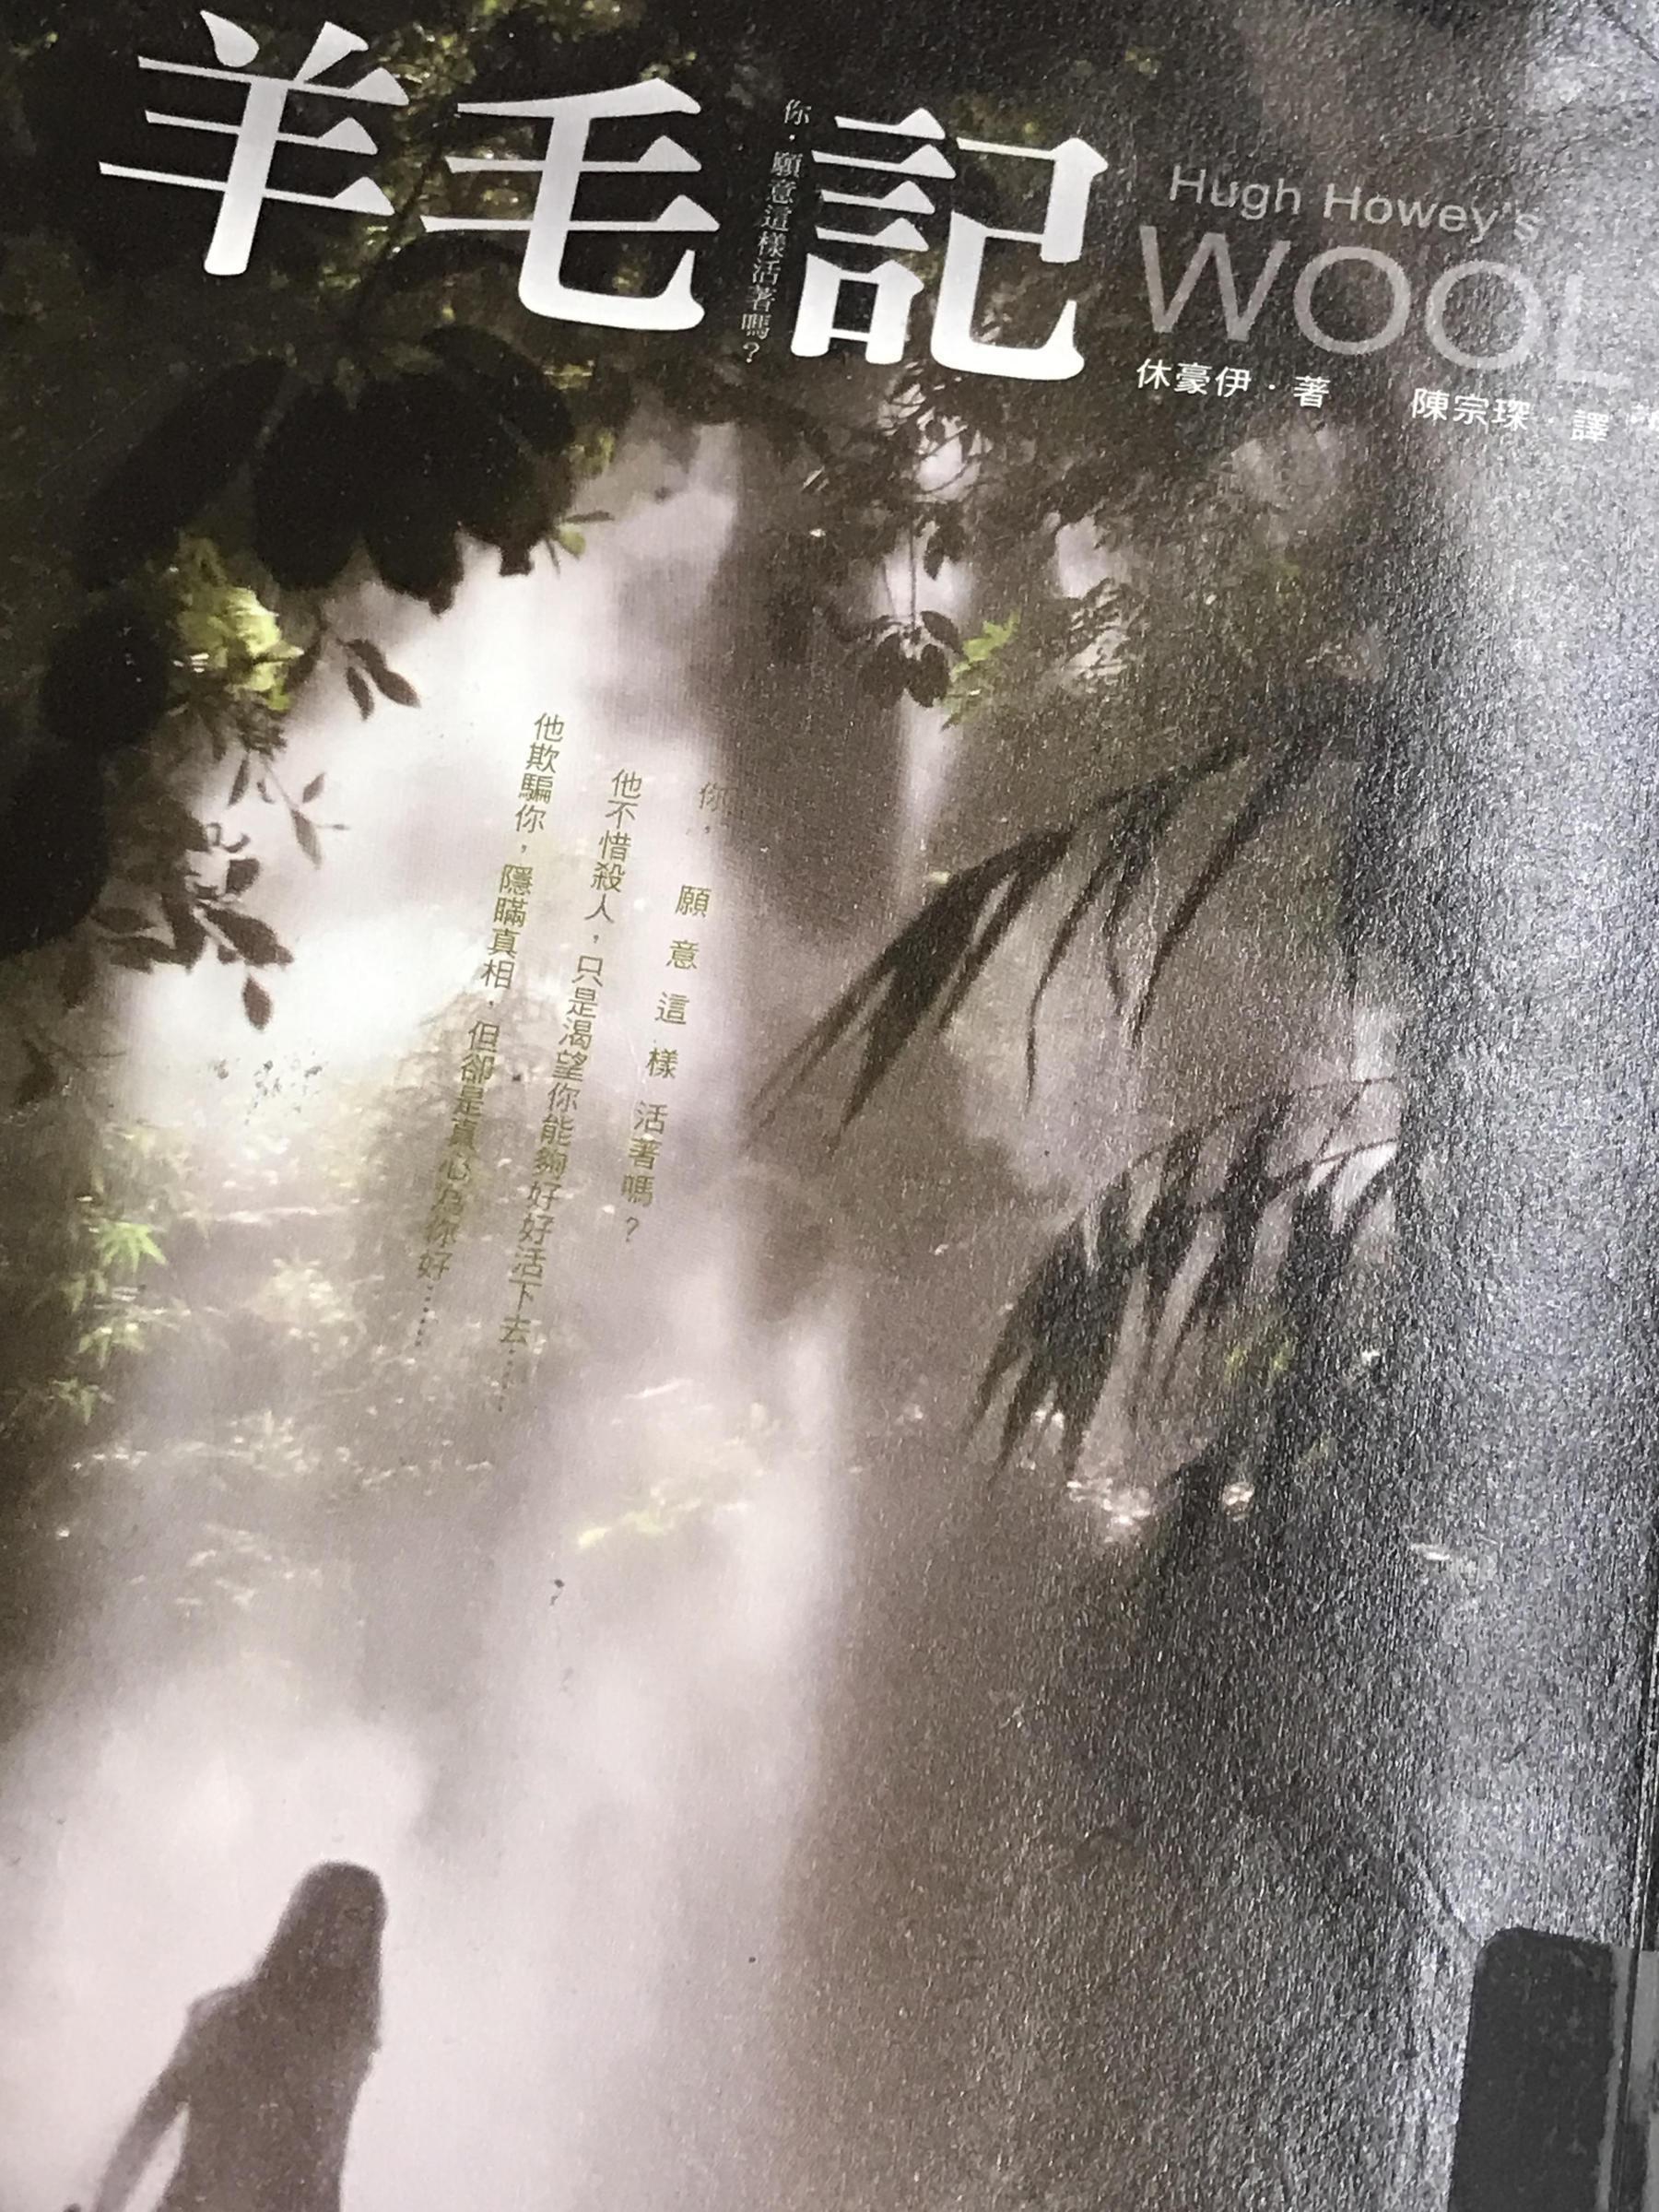 羊毛記
你，願意這樣活著嗎？
Hugh Howey's
WOOL
休豪伊·著　陳宗琛·譯
你，願意這樣活著嗎？
他不惜殺人，只是渴望你能夠好好活下去……
他欺騙你，隱瞞真相，但卻是真心為你好……